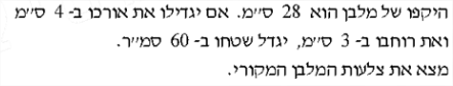 היקפו של מלבן הוא 28 ס״מ. אם יגדילו את אורכו ב- 4 ס״מ
ואת רוחבו ב- 3 ס״מ, יגדל שטחו ב- 60 סמ״ר.
מצא את צלעות המלבן המקורי.